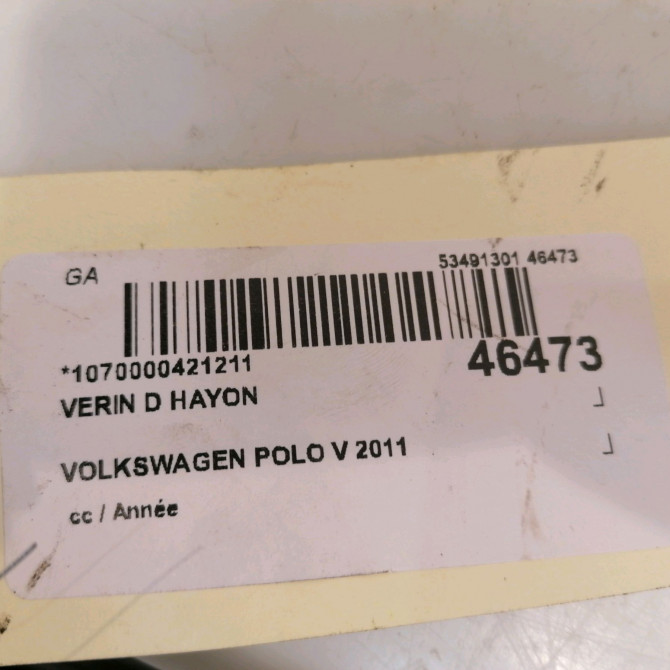 GA
53491301 46473
*1070000421211
46473
VERIN D HAYON
VOLKSWAGEN POLO V 2011
cc / Année